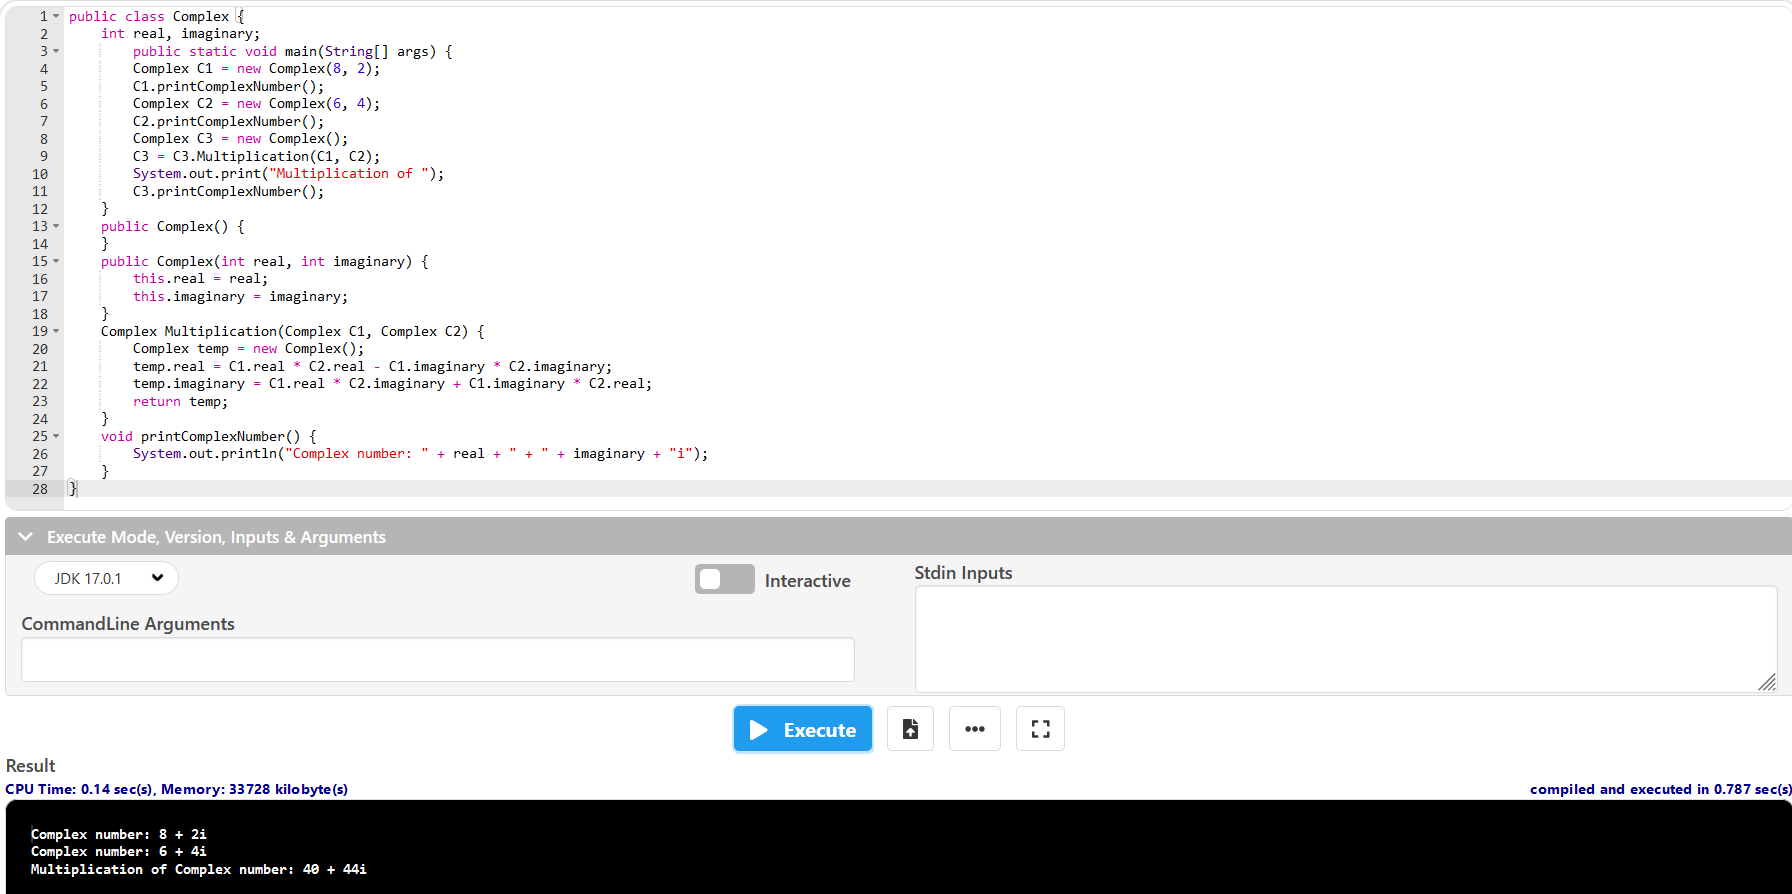 1 public class Complex {
2 int real, imaginary;
3 public static void main(String[] args) {
4 Complex C1 = new Complex(8, 2);
5 C1.printComplexNumber();
6 Complex C2 = new Complex(6, 4);
7 C2.printComplexNumber();
8 Complex C3 = new Complex();
9 C3 = C3.Multiplication(C1, C2);
10 System.out.print("Multiplication of ");
11 C3.printComplexNumber();
12 }
13 public Complex() {
14 }
15 public Complex(int real, int imaginary) {
16 this.real = real;
17 this.imaginary = imaginary;
18 }
19 Complex Multiplication(Complex C1, Complex C2) {
20 Complex temp = new Complex();
21 temp.real = C1.real * C2.real - C1.imaginary * C2.imaginary;
22 temp.imaginary = C1.real * C2.imaginary + C1.imaginary * C2.real;
23 return temp;
24 }
25 void printComplexNumber() {
26 System.out.println("Complex number: " + real + " + " + imaginary + "i");
27 }
28 }
Execute Mode, Version, Inputs & Arguments
JDK 17.0.1
Interactive
Stdin Inputs
CommandLine Arguments
Execute
Result
CPU Time: 0.14 sec(s), Memory: 33728 kilobyte(s)
compiled and executed in 0.787 sec(s)
Complex number: 8 + 2i
Complex number: 6 + 4i
Multiplication of Complex number: 40 + 44i